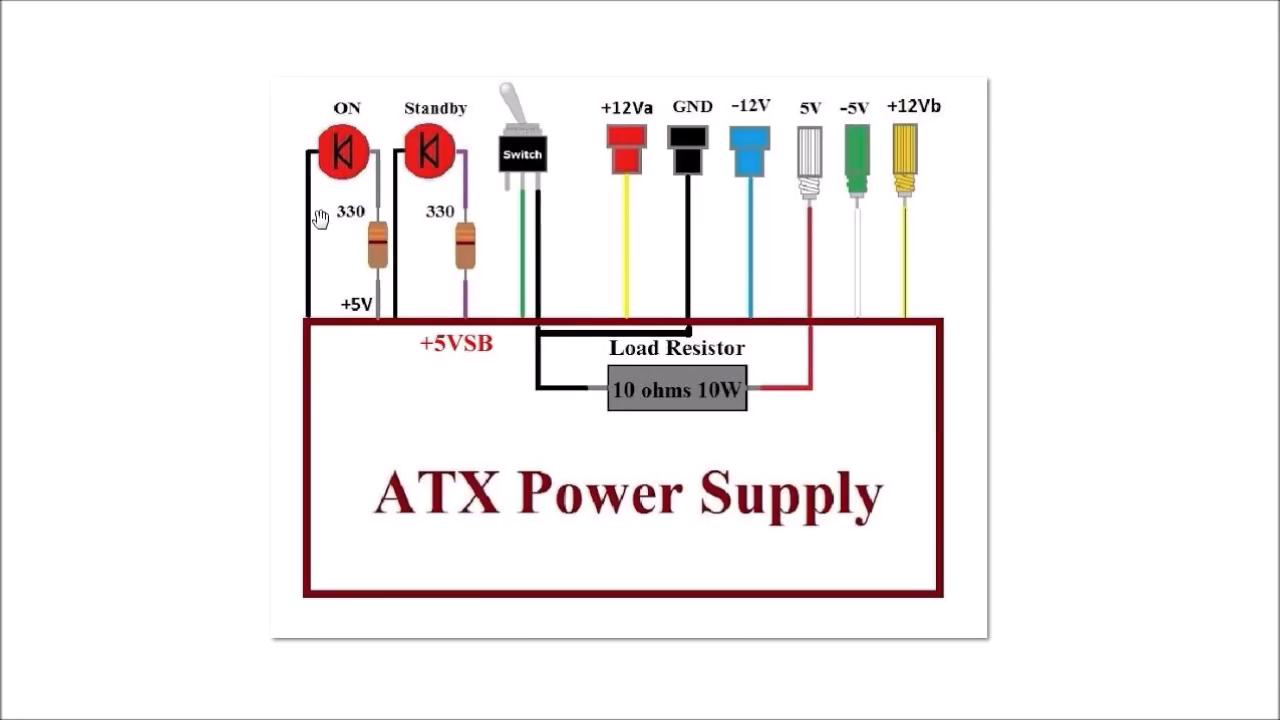 ON Standby +12Va GND -12V 5V -5V +12Vb
Switch
330 330
+5V
+5VSB
Load Resistor
10 ohms 10W
ATX Power Supply